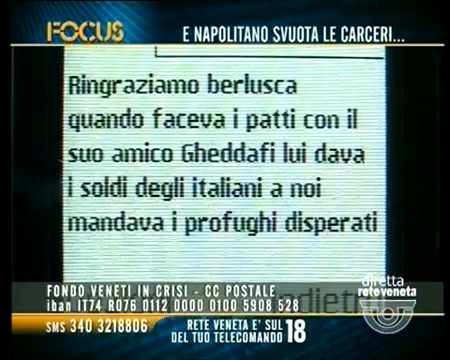 FOCUS
E NAPOLITANO SVUOTA LE CARCERI...
Ringraziamo berlusca
quando faceva i patti con il
suo amico Gheddafi lui dava
i soldi degli italiani a noi
mandava i profughi disperati
diretta
reteveneta
FONDO VENETI IN CRISI - CC POSTALE
iban IT74 R076 0112 0000 0100 5908 528
SMS 340 3218806
RETE VENETA E' SUL
DEL TUO TELECOMANDO
18